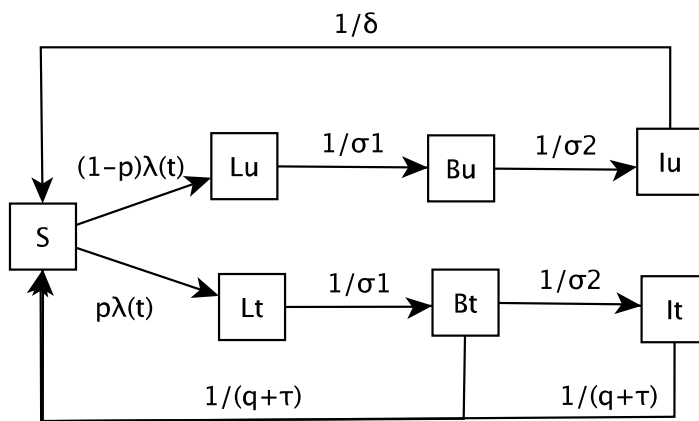 1/δ
(1-p)λ(t)
Lu
1/σ1
Bu
1/σ2
Iu
S
pλ(t)
Lt
1/σ1
Bt
1/σ2
It
1/(q+τ)
1/(q+τ)